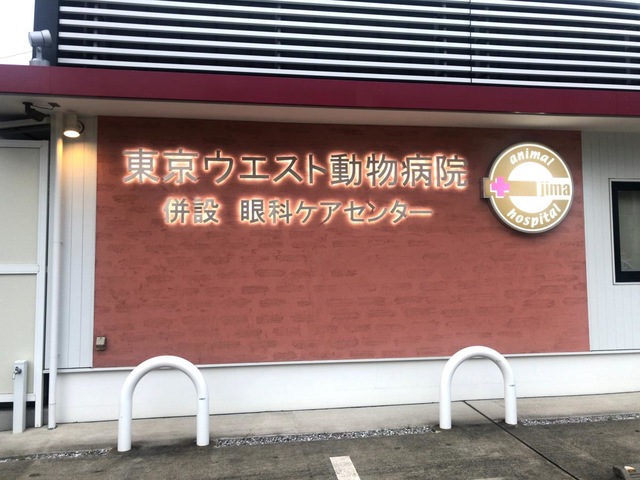 東京ウエスト動物病院
併設 眼科ケアセンター
animal
jima
hospital